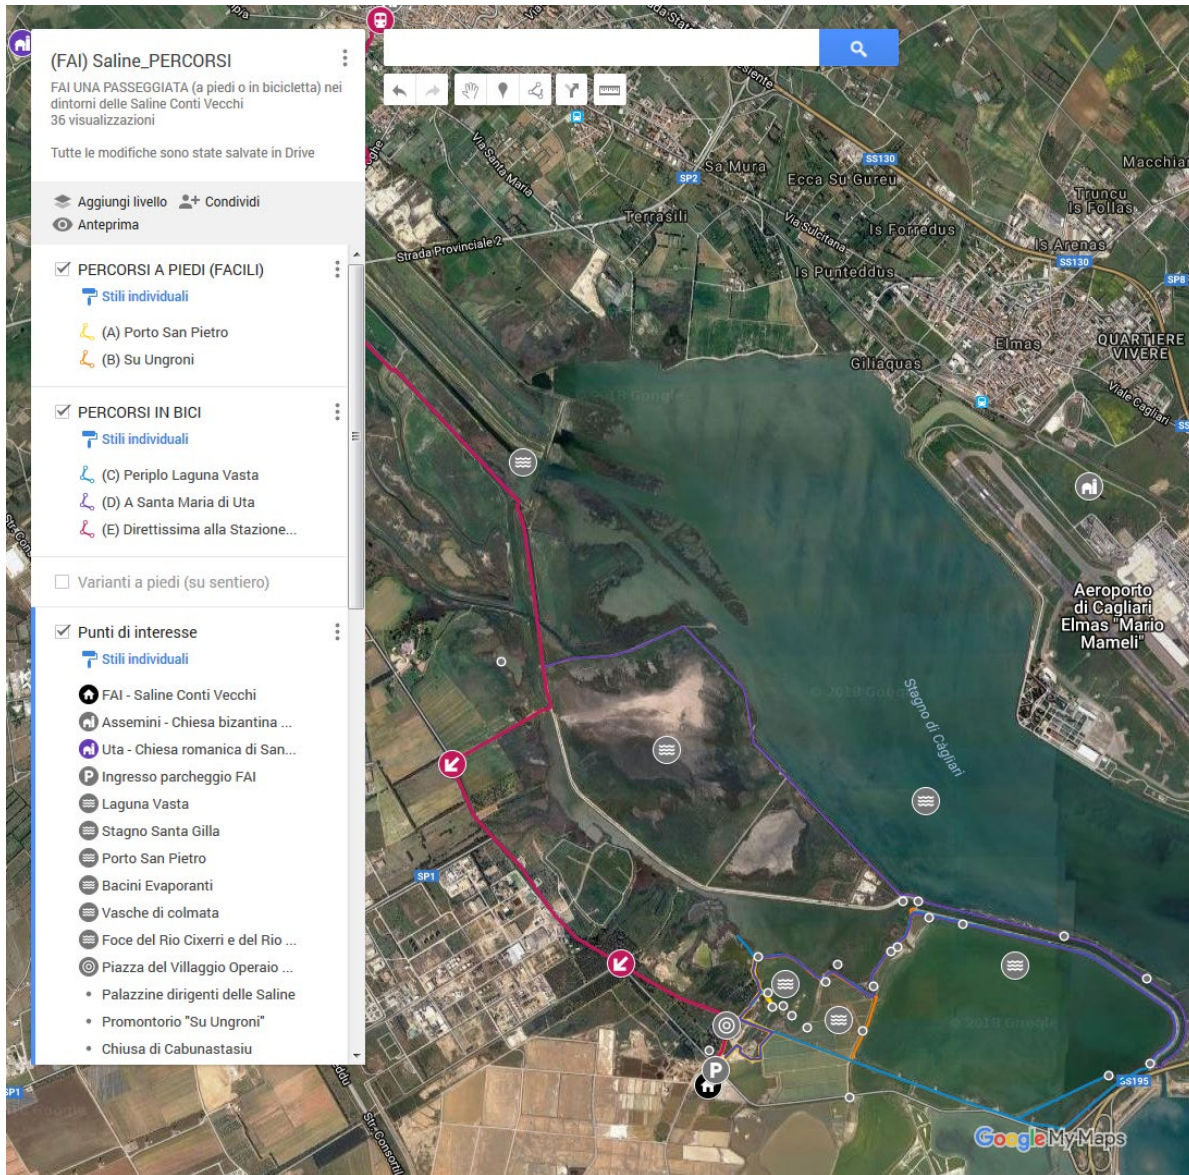 (FAI) Saline_PERCORSI
FAI UNA PASSEGGIATA (a piedi o in bicicletta) nei
dintorni delle Saline Conti Vecchi
36 visualizzazioni
Tutte le modifiche sono state salvate in Drive
Aggiungi livello
Condividi
Anteprima
PERCORSI A PIEDI (FACILI)
Stili individuali
(A) Porto San Pietro
(B) Su Ungroni
PERCORSI IN BICI
Stili individuali
(C) Periplo Laguna Vasta
(D) A Santa Maria di Uta
(E) Direttissima alla Stazione...
Varianti a piedi (su sentiero)
Punti di interesse
Stili individuali
FAI - Saline Conti Vecchi
Assemini - Chiesa bizantina ...
Uta - Chiesa romanica di San...
P Ingresso parcheggio FAI
Laguna Vasta
Stagno Santa Gilla
Porto San Pietro
Bacini Evaporanti
Vasche di colmata
Foce del Rio Cixerri e del Rio ...
Piazza del Villaggio Operaio ...
Palazzine dirigenti delle Saline
Promontorio "Su Ungroni"
Chiusa di Cabunastasiu
Via Santa Maria
Sa Mura
SP2
SS130
Ecca Su Gureu
Macchiar
Truncu
Is Follas
Terrasili
Via Sulcitana
Is Forredus
Is Arenas
SS130
Strada Provinciale 2
Is Punteddus
SP8
Elmas
QUARTIERE
VIVERE
Giliaquas
Viale Cagliari
Aeroporto
di Cagliari
Elmas "Mario
Mameli"
Stagno di Càgliari
SP1
P
SS195
SP1
Str. Consortil
Google My Maps